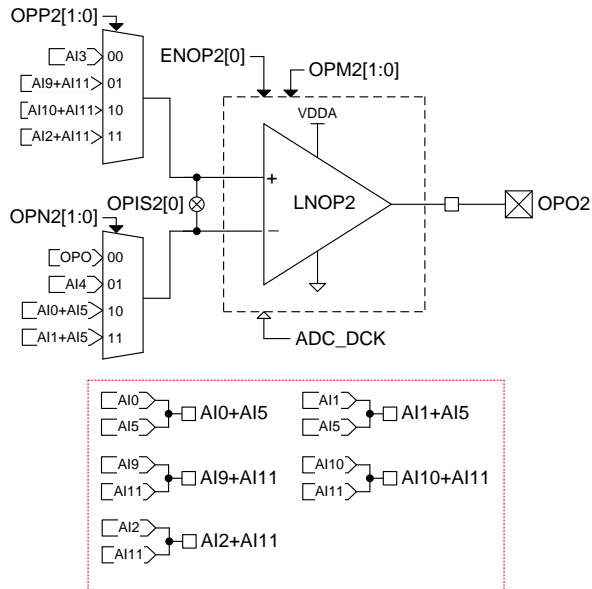 OPP2[1:0]
AI3 00
AI9+AI11 01
AI10+AI11 10
AI2+AI11 11
ENOP2[0]
OPM2[1:0]
VDDA
+
LNOP2
−
OPO2
OPIS2[0]
OPN2[1:0]
OPO 00
AI4 01
AI0+AI5 10
AI1+AI5 11
ADC_DCK
AI0
AI5
AI0+AI5
AI1
AI5
AI1+AI5
AI9
AI11
AI9+AI11
AI10
AI11
AI10+AI11
AI2
AI11
AI2+AI11